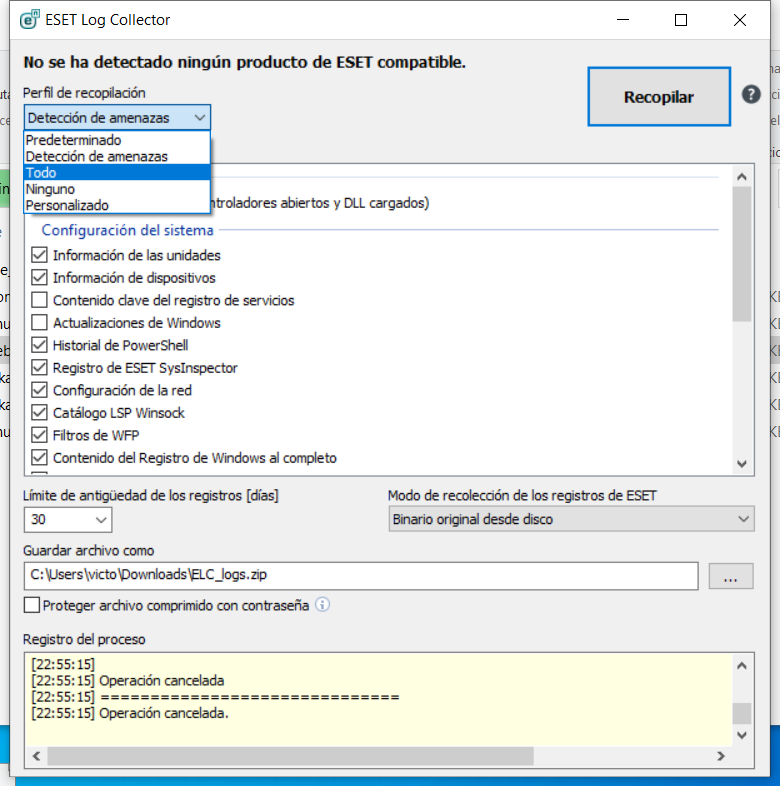 ESET Log Collector
No se ha detectado ningún producto de ESET compatible.
Perfil de recopilación
Recopilar
Detección de amenazas
Predeterminado
Detección de amenazas
Todo
Ninguno
Personalizado
ntroladores abiertos y DLL cargados)
Configuración del sistema
Información de las unidades
Información de dispositivos
Contenido clave del registro de servicios
Actualizaciones de Windows
Historial de PowerShell
Registro de ESET SysInspector
Configuración de la red
Catálogo LSP Winsock
Filtros de WFP
Contenido del Registro de Windows al completo
Límite de antigüedad de los registros [días]
Modo de recolección de los registros de ESET
30
Binario original desde disco
Guardar archivo como
C:\Users\victo\Downloads\ELC_logs.zip
...
Proteger archivo comprimido con contraseña
Registro del proceso
[22:55:15]
[22:55:15] Operación cancelada
[22:55:15] ==============================
[22:55:15] Operación cancelada.